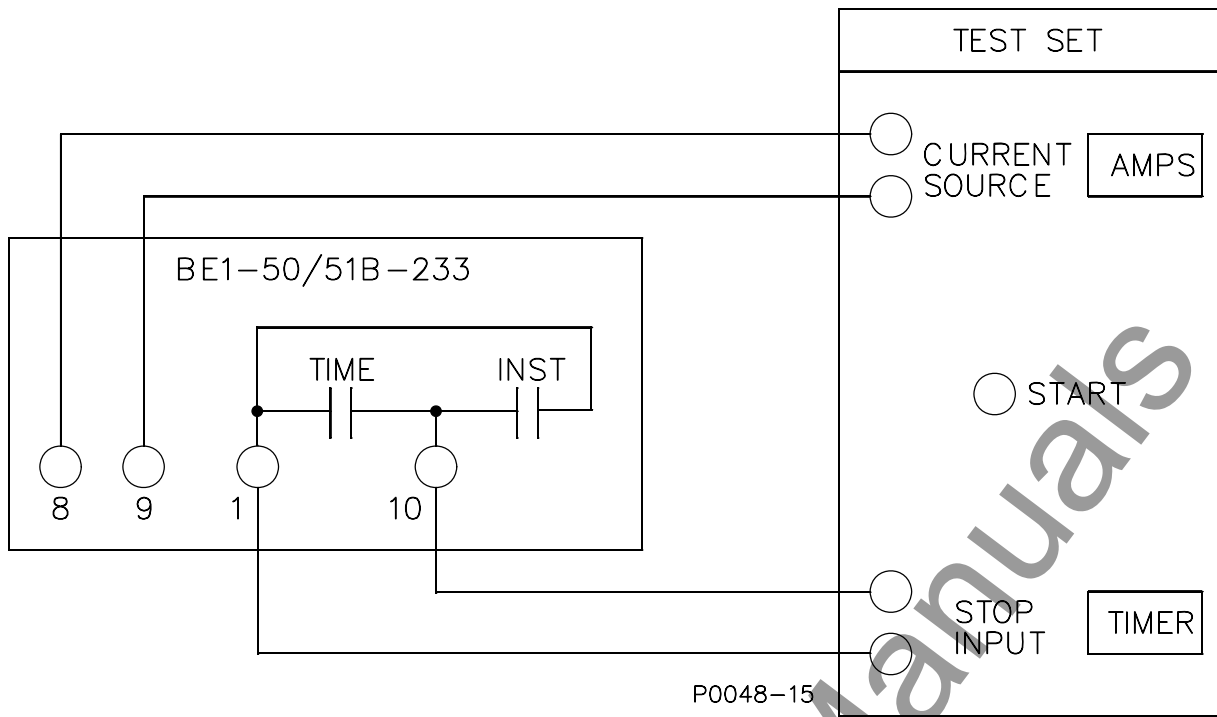 TEST SET
CURRENT
SOURCE
AMPS
BE1-50/51B-233
TIME
INST
START
8
9
1
10
STOP
INPUT
TIMER
P0048-15
Manuals